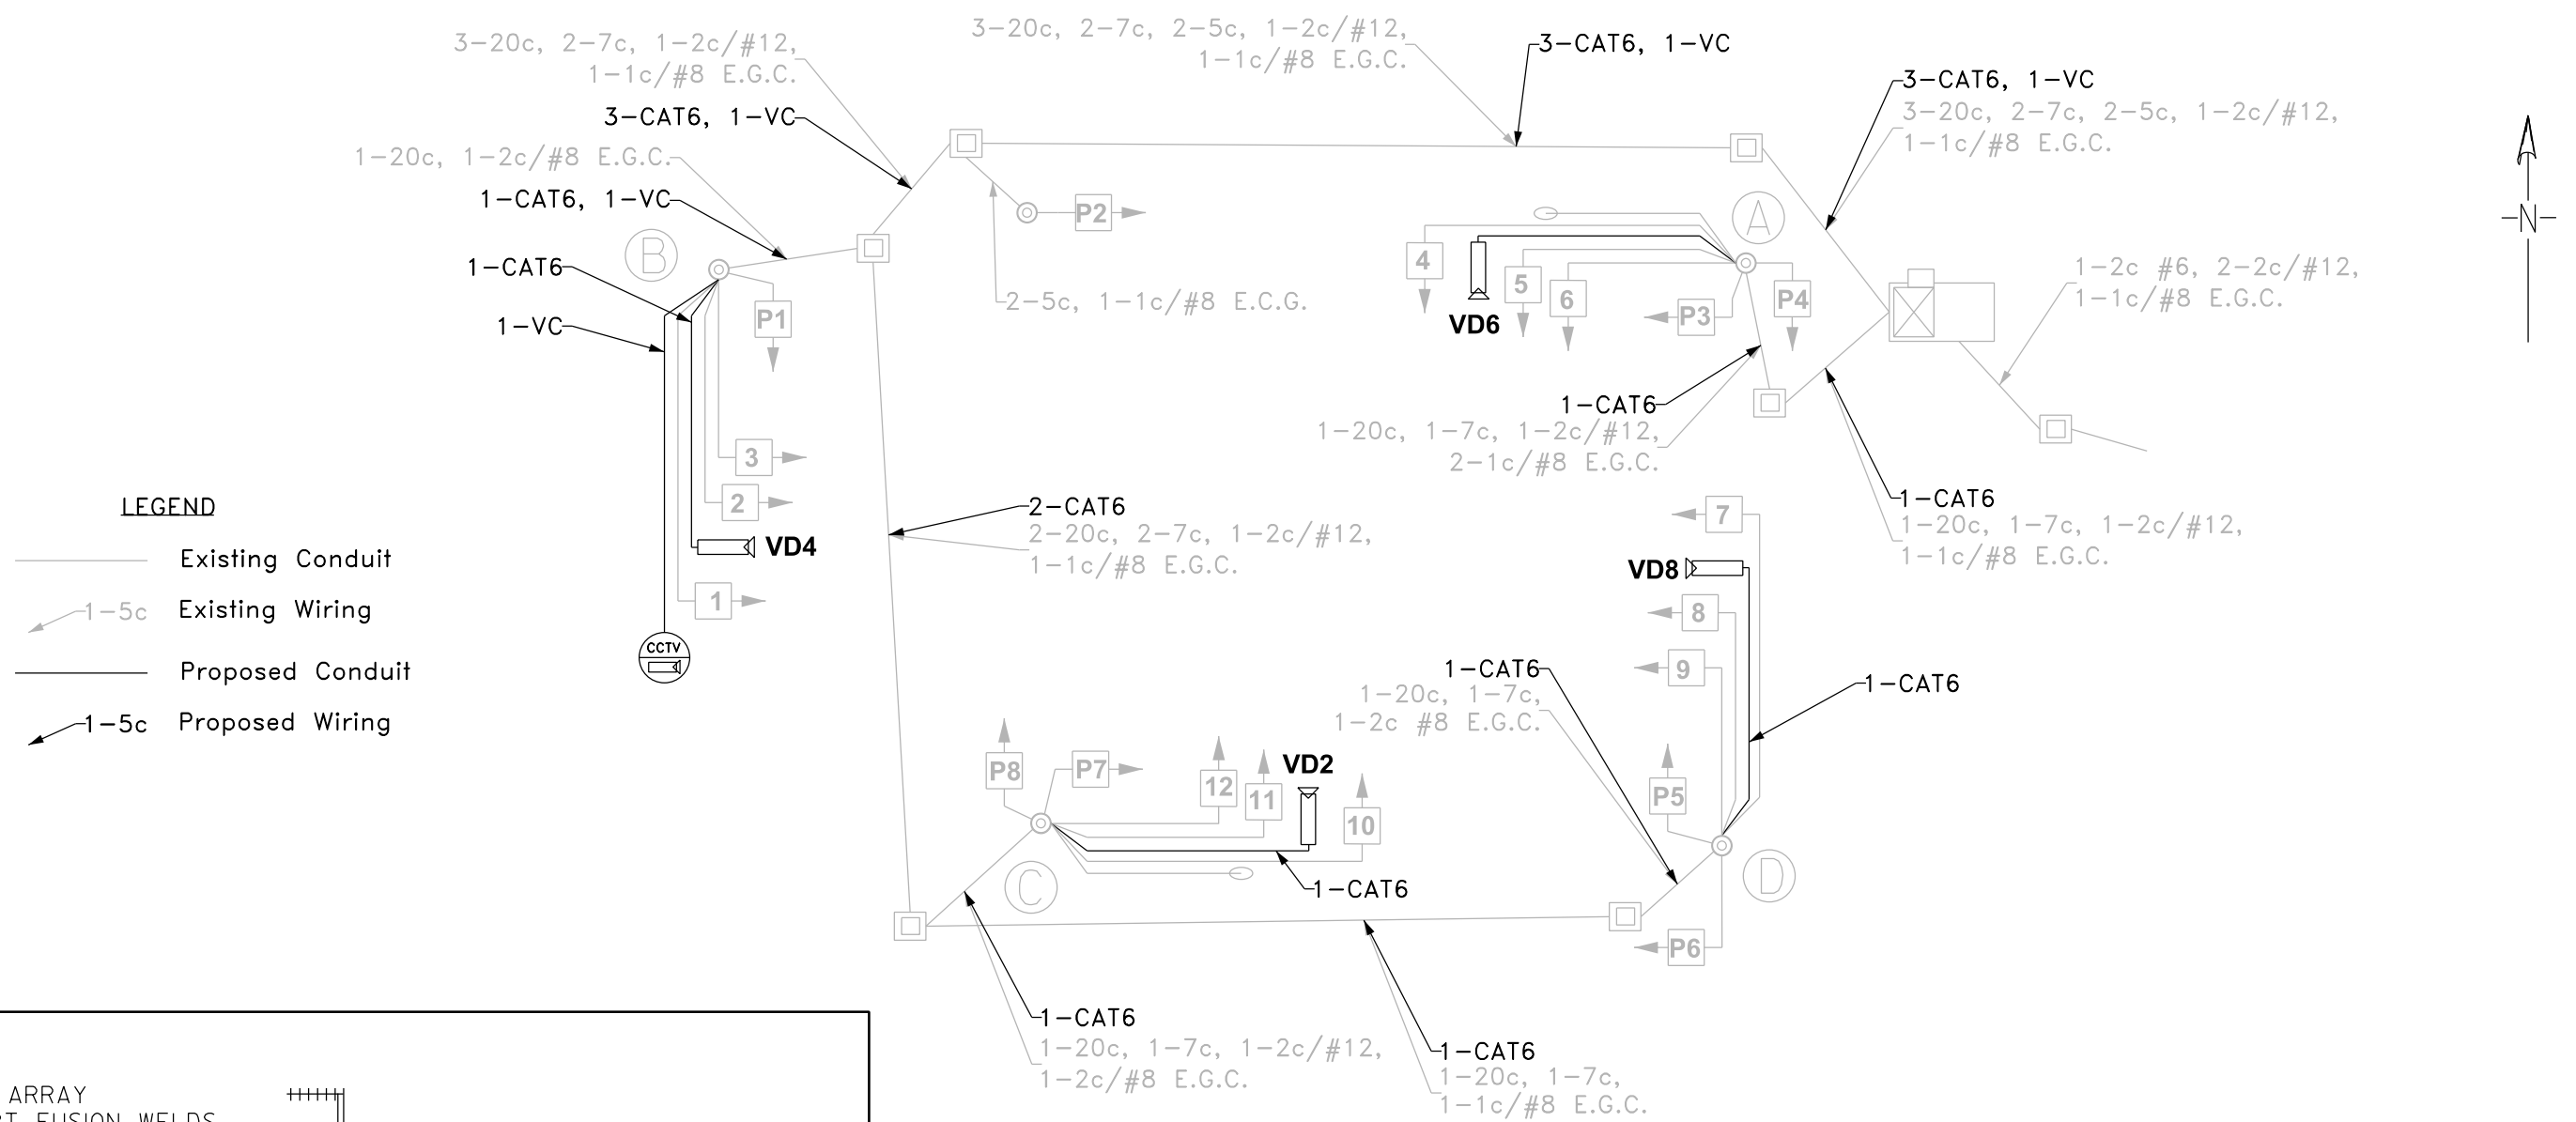 3-20c, 2-7c, 1-2c/#12,
1-1c/#8 E.G.C.
3-CAT6, 1-VC
1-20c, 1-2c/#8 E.G.C.
1-CAT6, 1-VC
B
1-CAT6
1-VC
P1
3
2
VD4
1
CCTV
3-20c, 2-7c, 2-5c, 1-2c/#12,
1-1c/#8 E.G.C.
3-CAT6, 1-VC
P2
2-5c, 1-1c/#8 E.C.G.
3-CAT6, 1-VC
3-20c, 2-7c, 2-5c, 1-2c/#12,
1-1c/#8 E.G.C.
A
4
VD6
5
6
P3
P4
1-2c #6, 2-2c/#12,
1-1c/#8 E.G.C.
N
1-CAT6
1-20c, 1-7c, 1-2c/#12,
2-1c/#8 E.G.C.
1-CAT6
1-20c, 1-7c, 1-2c/#12,
1-1c/#8 E.G.C.
LEGEND
Existing Conduit
1-5c Existing Wiring
Proposed Conduit
1-5c Proposed Wiring
2-CAT6
2-20c, 2-7c, 1-2c/#12,
1-1c/#8 E.G.C.
7
VD8
8
9
1-CAT6
1-CAT6
1-20c, 1-7c,
1-2c #8 E.G.C.
P5
D
P6
P8
P7
12
11
VD2
10
C
1-CAT6
1-CAT6
1-20c, 1-7c, 1-2c/#12,
1-2c/#8 E.G.C.
1-CAT6
1-20c, 1-7c,
1-1c/#8 E.G.C.
ARRAY
FUSION WELDS